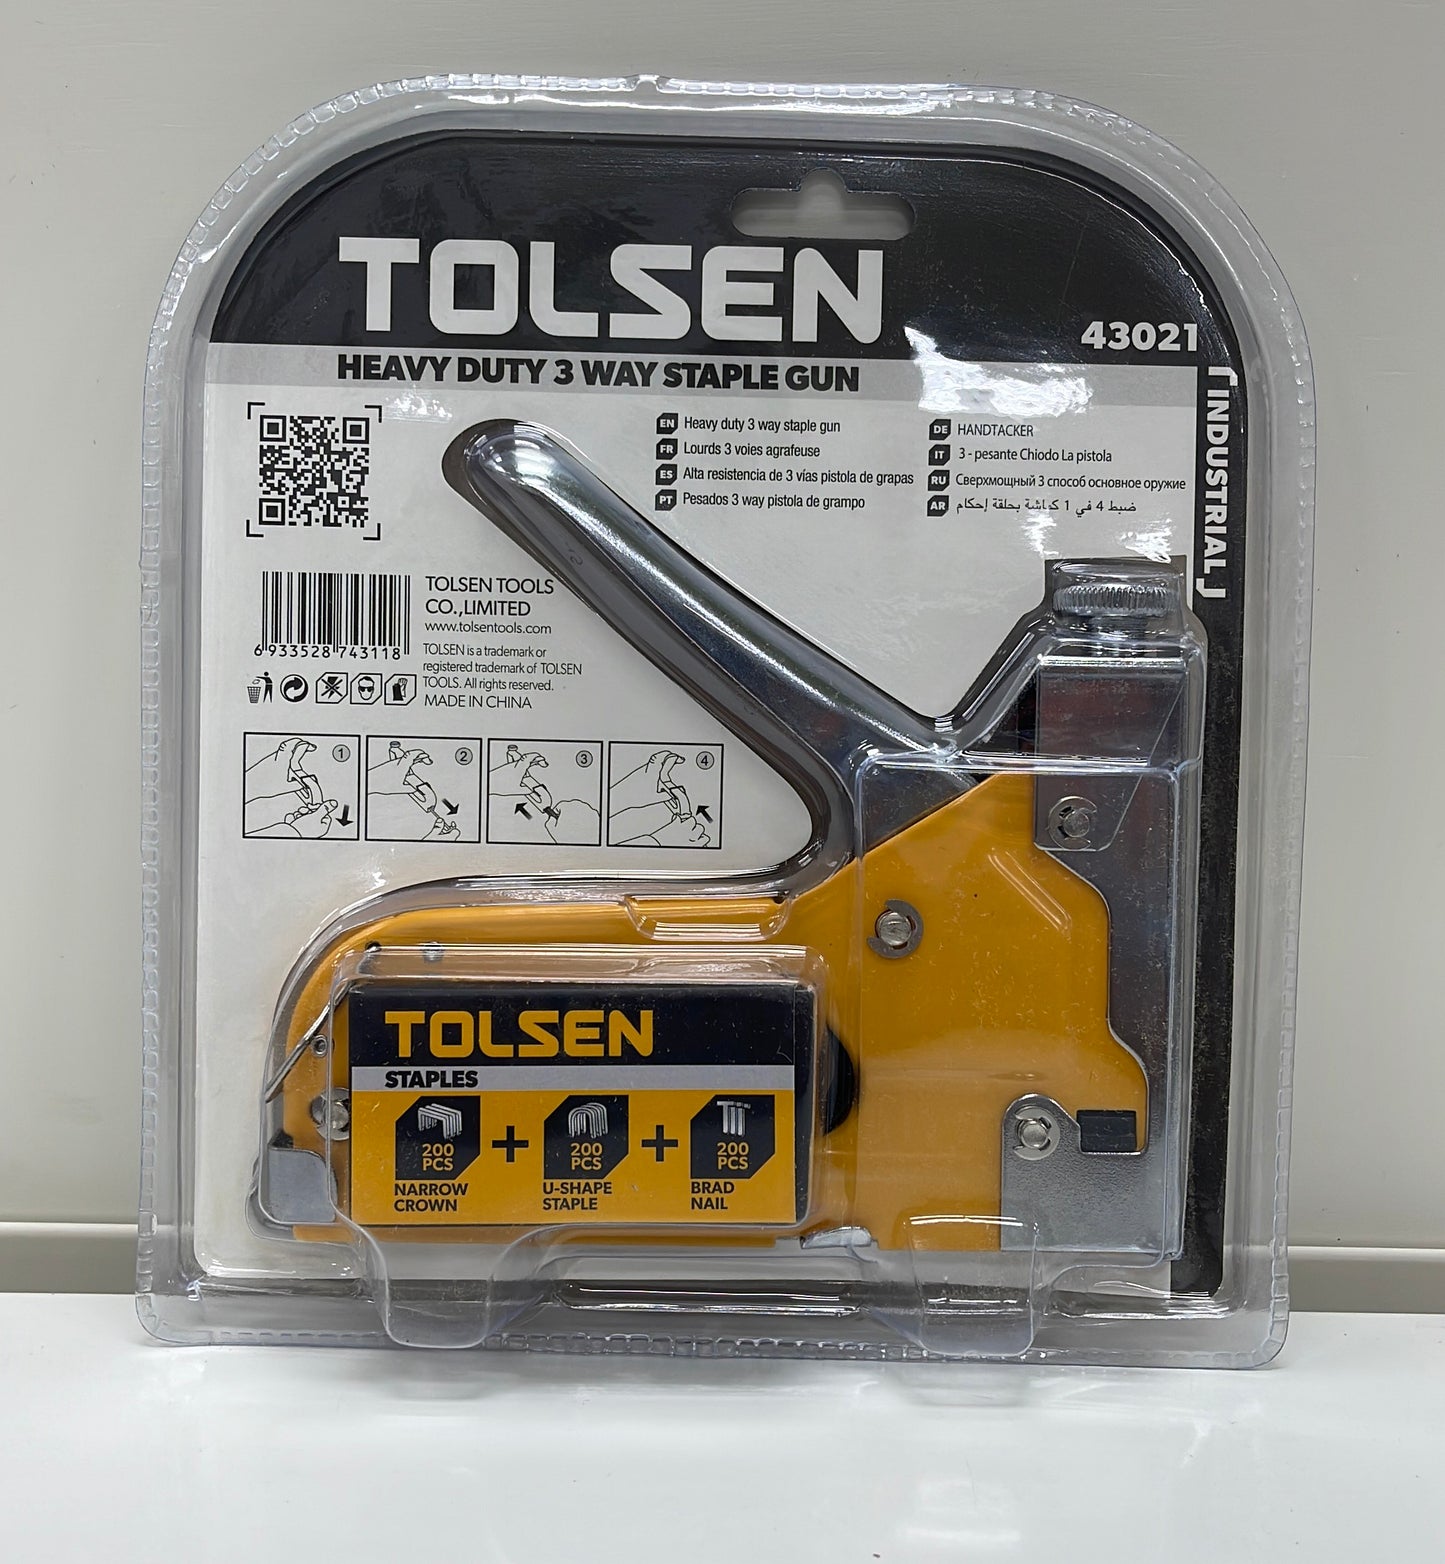 TOLSEN
43021
HEAVY DUTY 3 WAY STAPLE GUN
INDUSTRIAL
EN Heavy duty 3 way staple gun
FR Lourds 3 voies agrafeuse
ES Alta resistencia de 3 vías pistola de grapas
PT Pesados 3 way pistola de grampo
DE HANDTACKER
IT 3 - pesante Chiodo La pistola
RU Сверхмощный 3 способ основное оружие
AR ضبط 4 في 1 كماشة بحلقة إحكام
6 933528 743118
TOLSEN TOOLS
CO.,LIMITED
www.tolsentools.com
TOLSEN is a trademark or
registered trademark of TOLSEN
TOOLS. All rights reserved.
MADE IN CHINA
1
2
3
4
TOLSEN
STAPLES
200
PCS
+
200
PCS
+
200
PCS
NARROW
CROWN
U-SHAPE
STAPLE
BRAD
NAIL